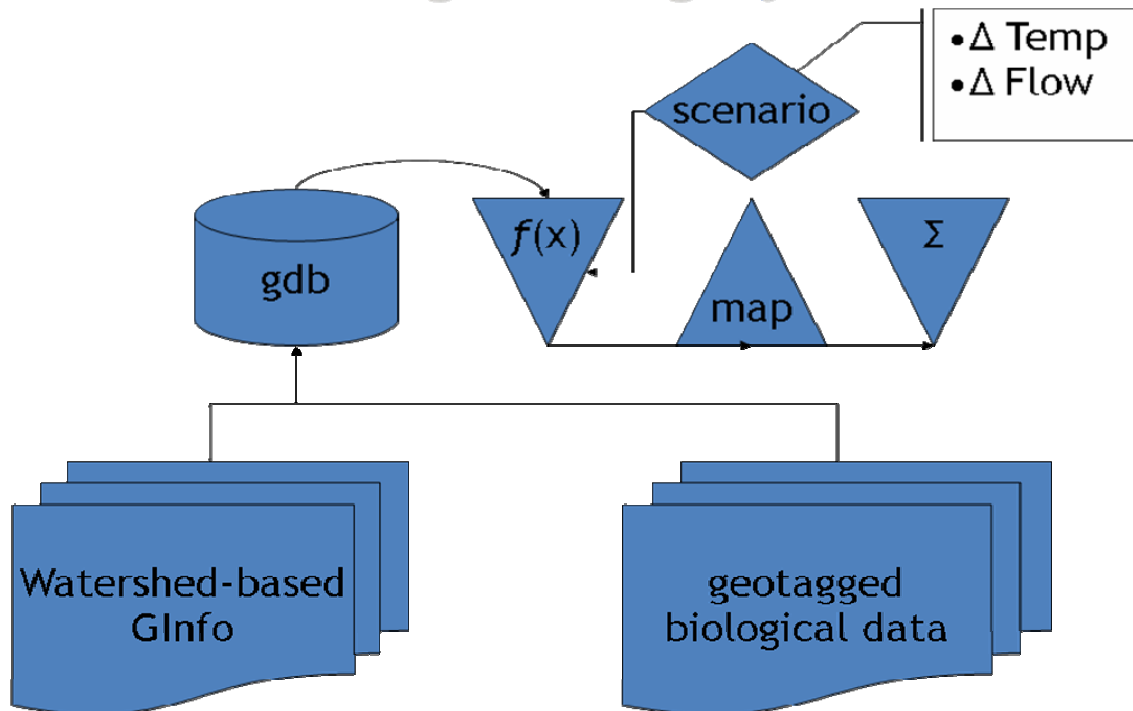 • Δ Temp
• Δ Flow
scenario
gdb
f(x)
map
Σ
Watershed-based
GInfo
geotagged
biological data